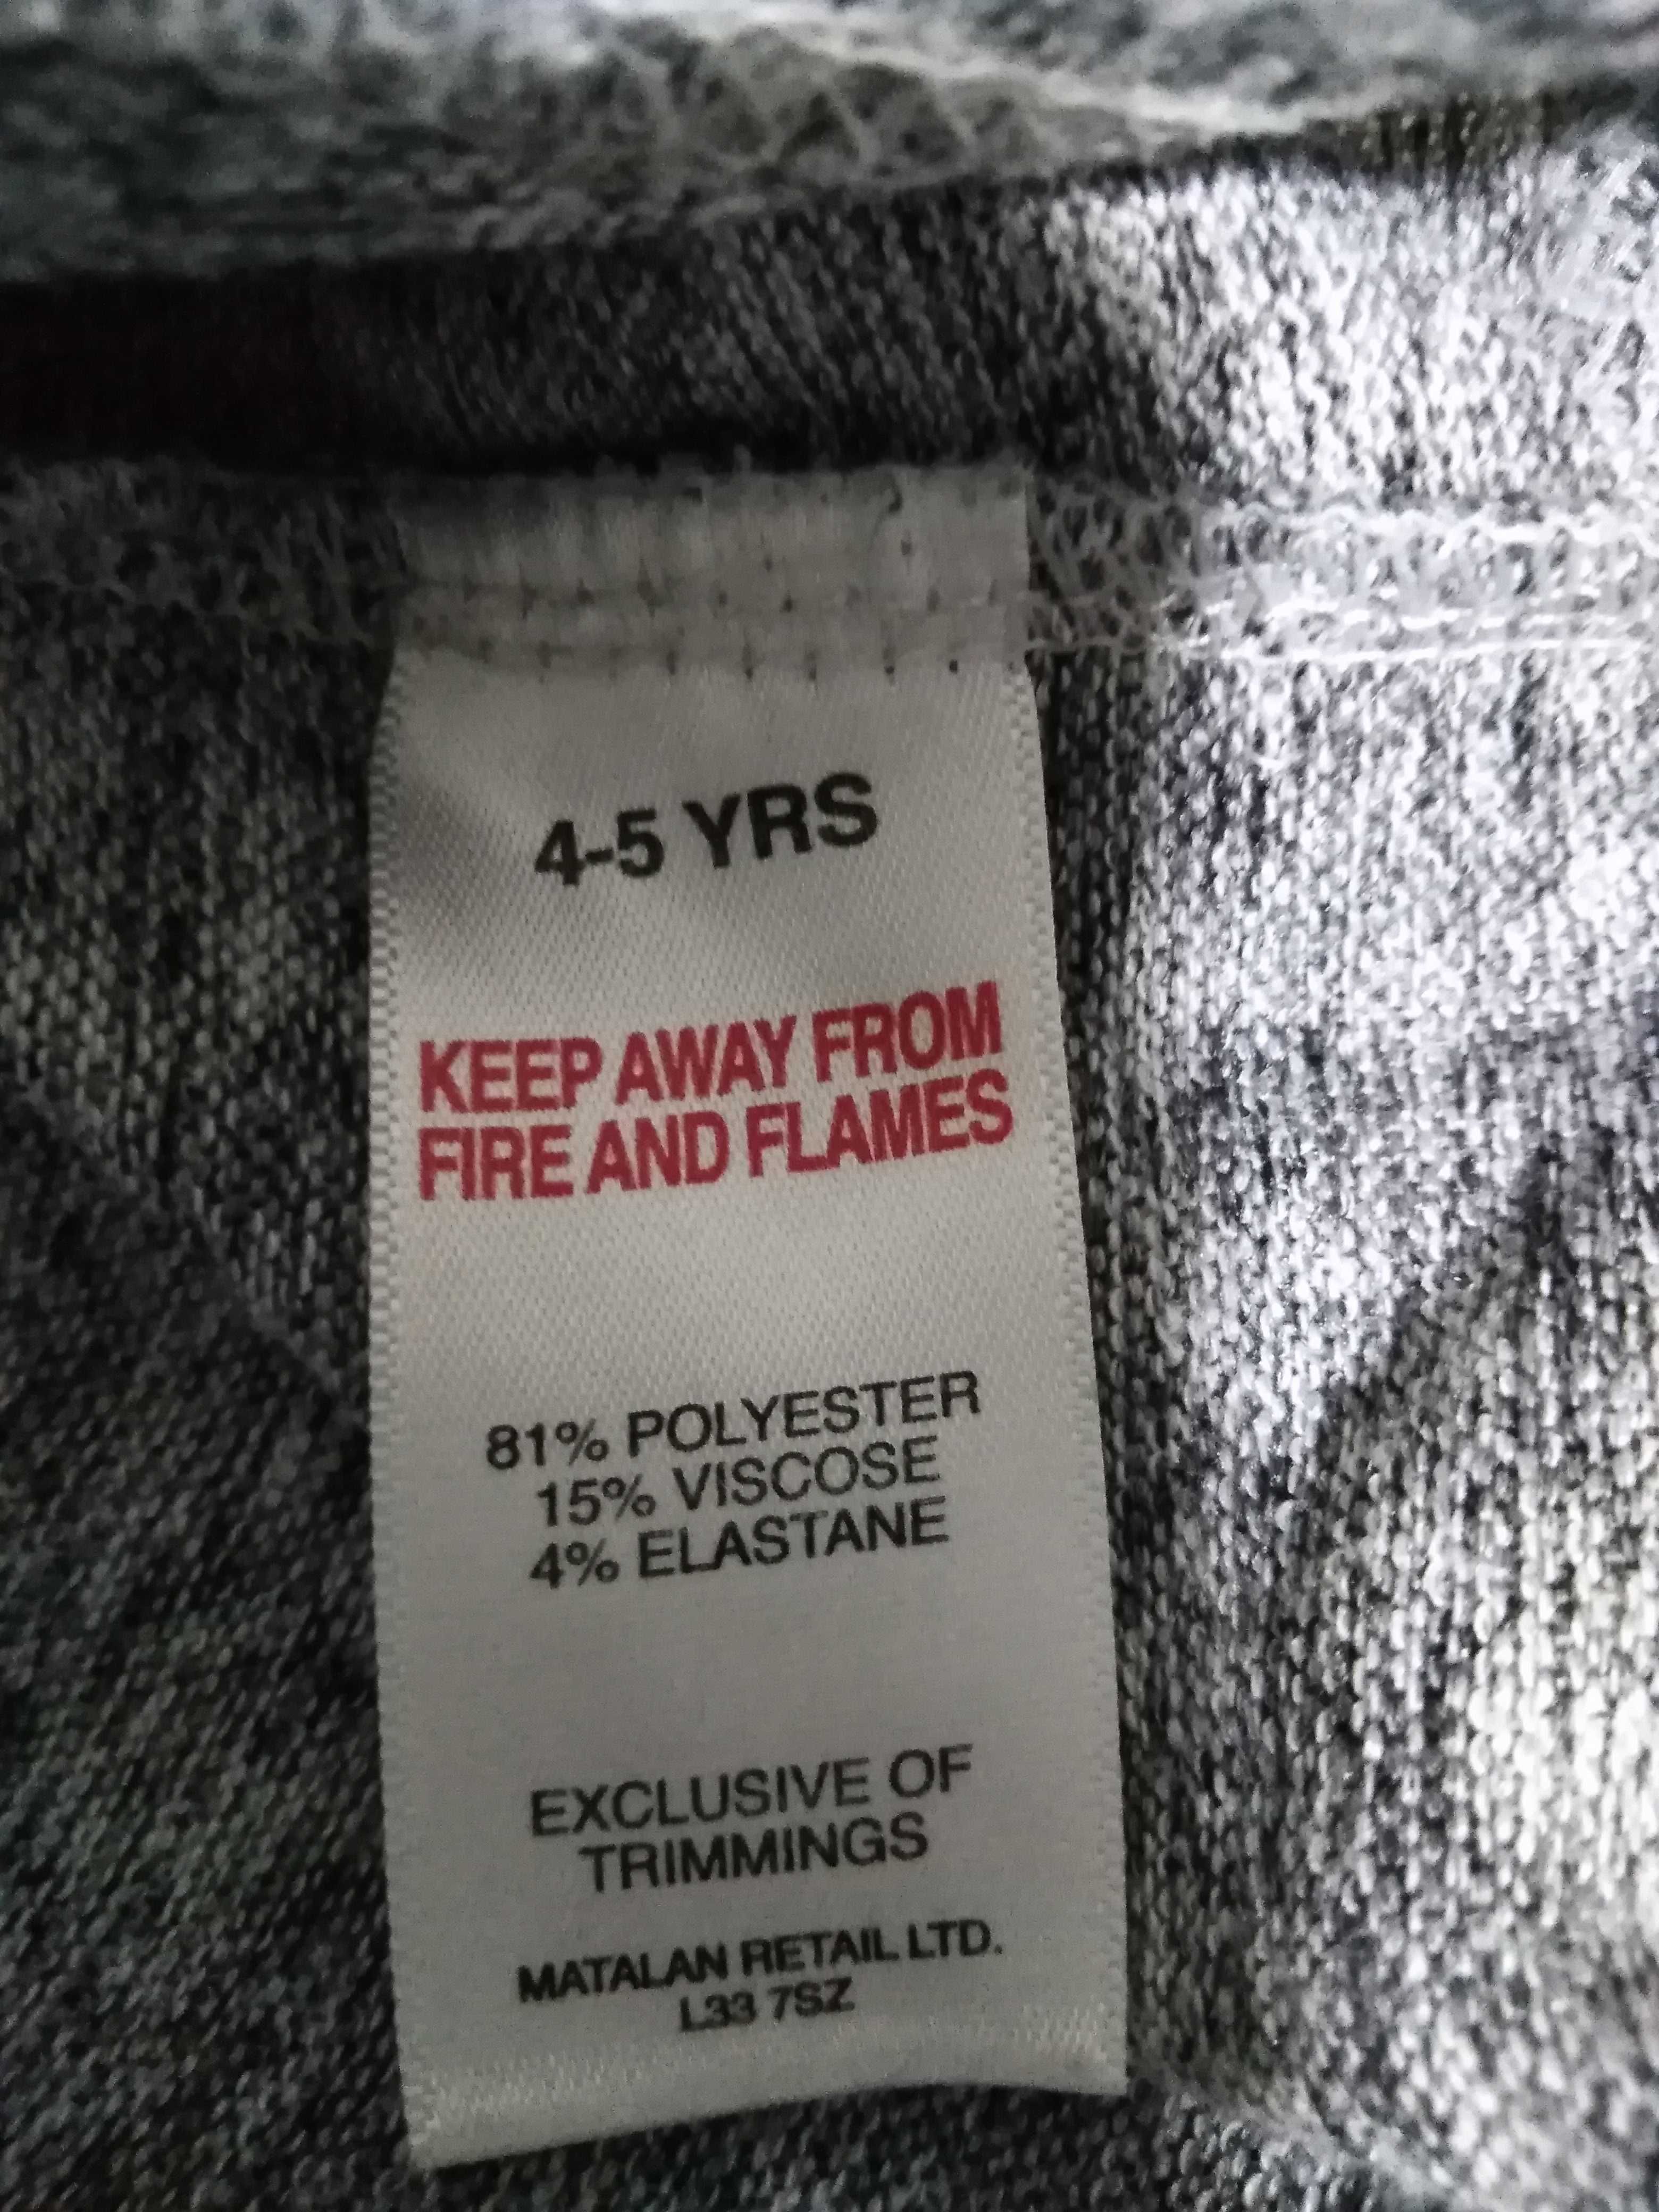 4-5 YRS
KEEP AWAY FROM
FIRE AND FLAMES
81% POLYESTER
15% VISCOSE
4% ELASTANE
EXCLUSIVE OF
TRIMMINGS
MATALAN RETAIL LTD.
L33 7SZ